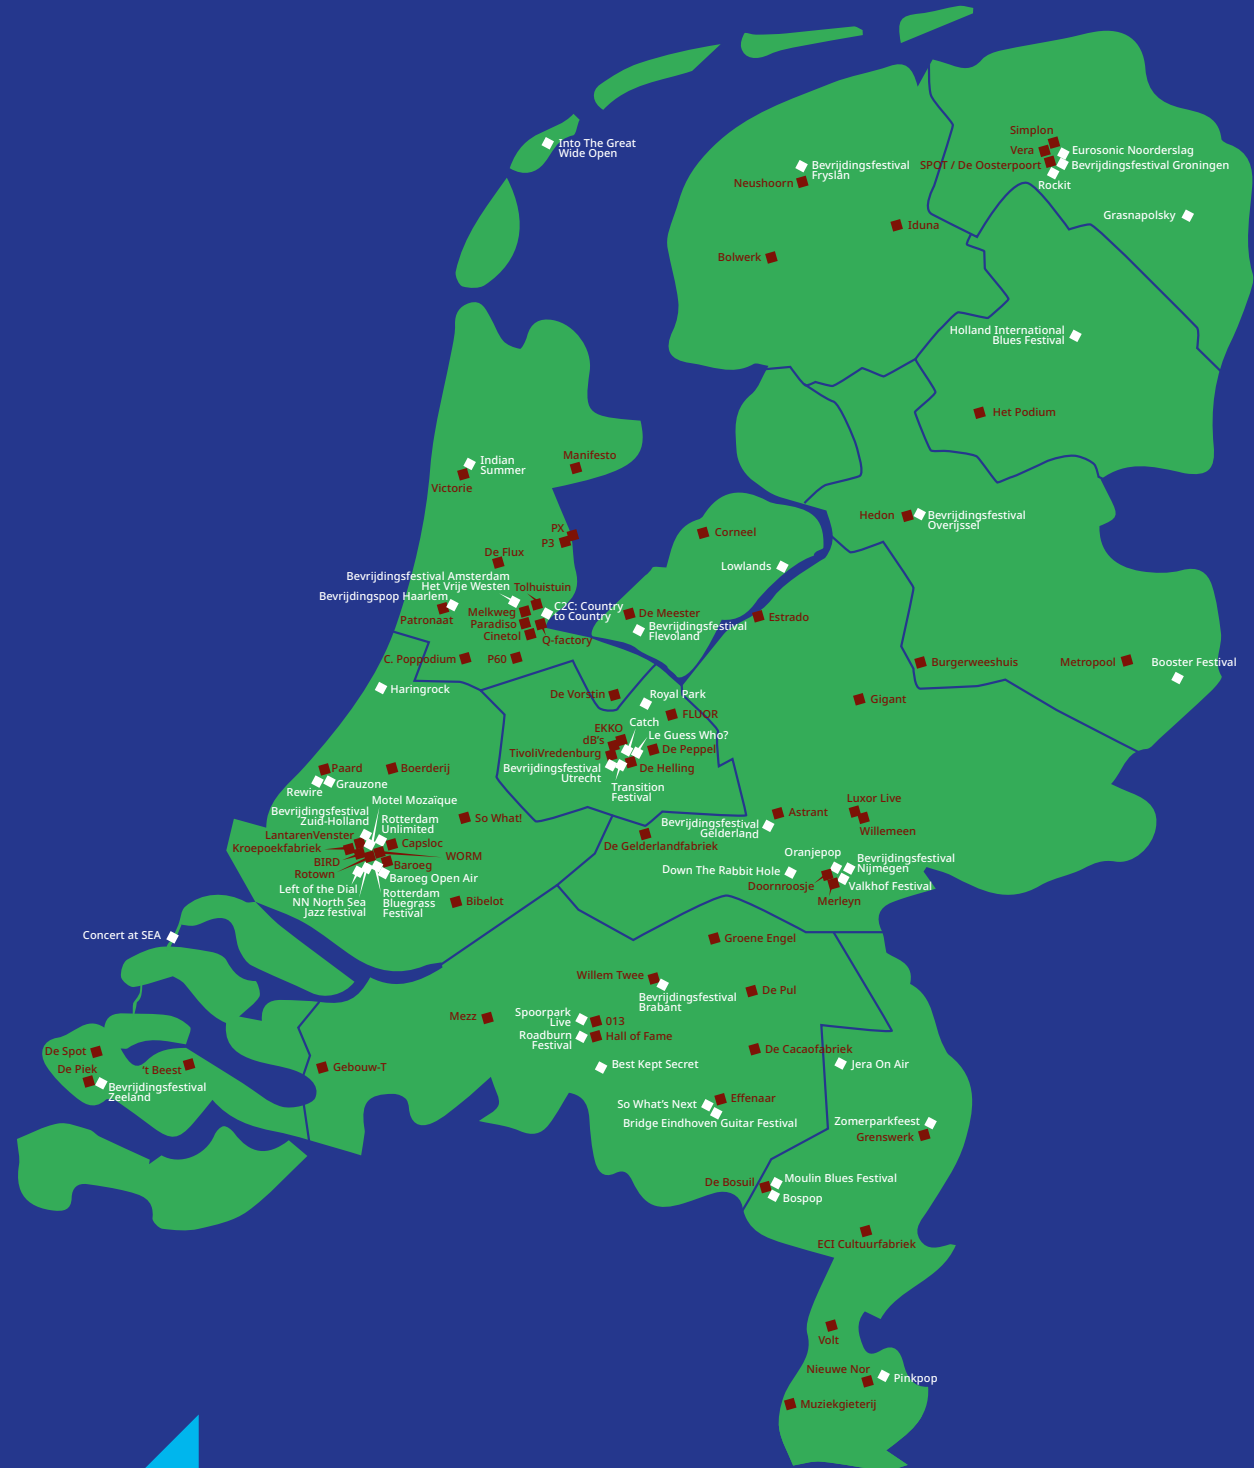 Into The Great
Wide Open
Simplon
Vera
Eurosonic Noorderslag
SPOT / De Oosterpoort
Bevrijdingsfestival Groningen
Rockit
Bevrijdingsfestival
Fryslân
Neushoorn
Grasnapolsky
Iduna
Bolwerk
Holland International
Blues Festival
Het Podium
Indian
Summer
Victorie
Manifesto
PX
P3
De Flux
Hedon
Bevrijdingsfestival
Overijssel
Corneel
Lowlands
Bevrijdingsfestival Amsterdam
Het Vrije Westen
Tolhuistuin
Bevrijdingspop Haarlem
Patronaat
Melkweg
Paradiso
Cinetol
C2C: Country
to Country
Q-factory
De Meester
Bevrijdingsfestival
Flevoland
Estrado
C. Poppodium
P60
Haringrock
Burgerweeshuis
Metropool
Booster Festival
De Vorstin
Royal Park
FLUOR
Gigant
Catch
EKKO
dB's
Le Guess Who?
TivoliVredenburg
De Peppel
Bevrijdingsfestival
Utrecht
De Helling
Transition
Festival
Paard
Boerderij
Rewire
Grauzone
Motel Mozaïque
Bevrijdingsfestival
Zuid-Holland
Rotterdam
Unlimited
So What!
LantarenVenster
Kroepoekfabriek
Capsloc
BIRD
WORM
Rotown
Baroeg
Baroeg Open Air
Left of the Dial
NN North Sea
Jazz festival
Rotterdam
Bluegrass
Festival
Bibelot
Astrant
Bevrijdingsfestival
Gelderland
De Gelderlandfabriek
Luxor Live
Willemeen
Oranjepop
Bevrijdingsfestival
Nijmegen
Down The Rabbit Hole
Doornroosje
Valkhof Festival
Merleyn
Concert at SEA
Groene Engel
Willem Twee
Bevrijdingsfestival
Brabant
De Pul
Mezz
Spoorpark
Live
013
Roadburn
Festival
Hall of Fame
De Spot
De Piek
't Beest
Bevrijdingsfestival
Zeeland
Gebouw-T
Best Kept Secret
De Cacaofabriek
Jera On Air
Effenaar
So What's Next
Bridge Eindhoven Guitar Festival
Zomerparkfeest
Grenswerk
De Bosuil
Moulin Blues Festival
Bospop
ECI Cultuurfabriek
Volt
Nieuwe Nor
Pinkpop
Muziekgieterij